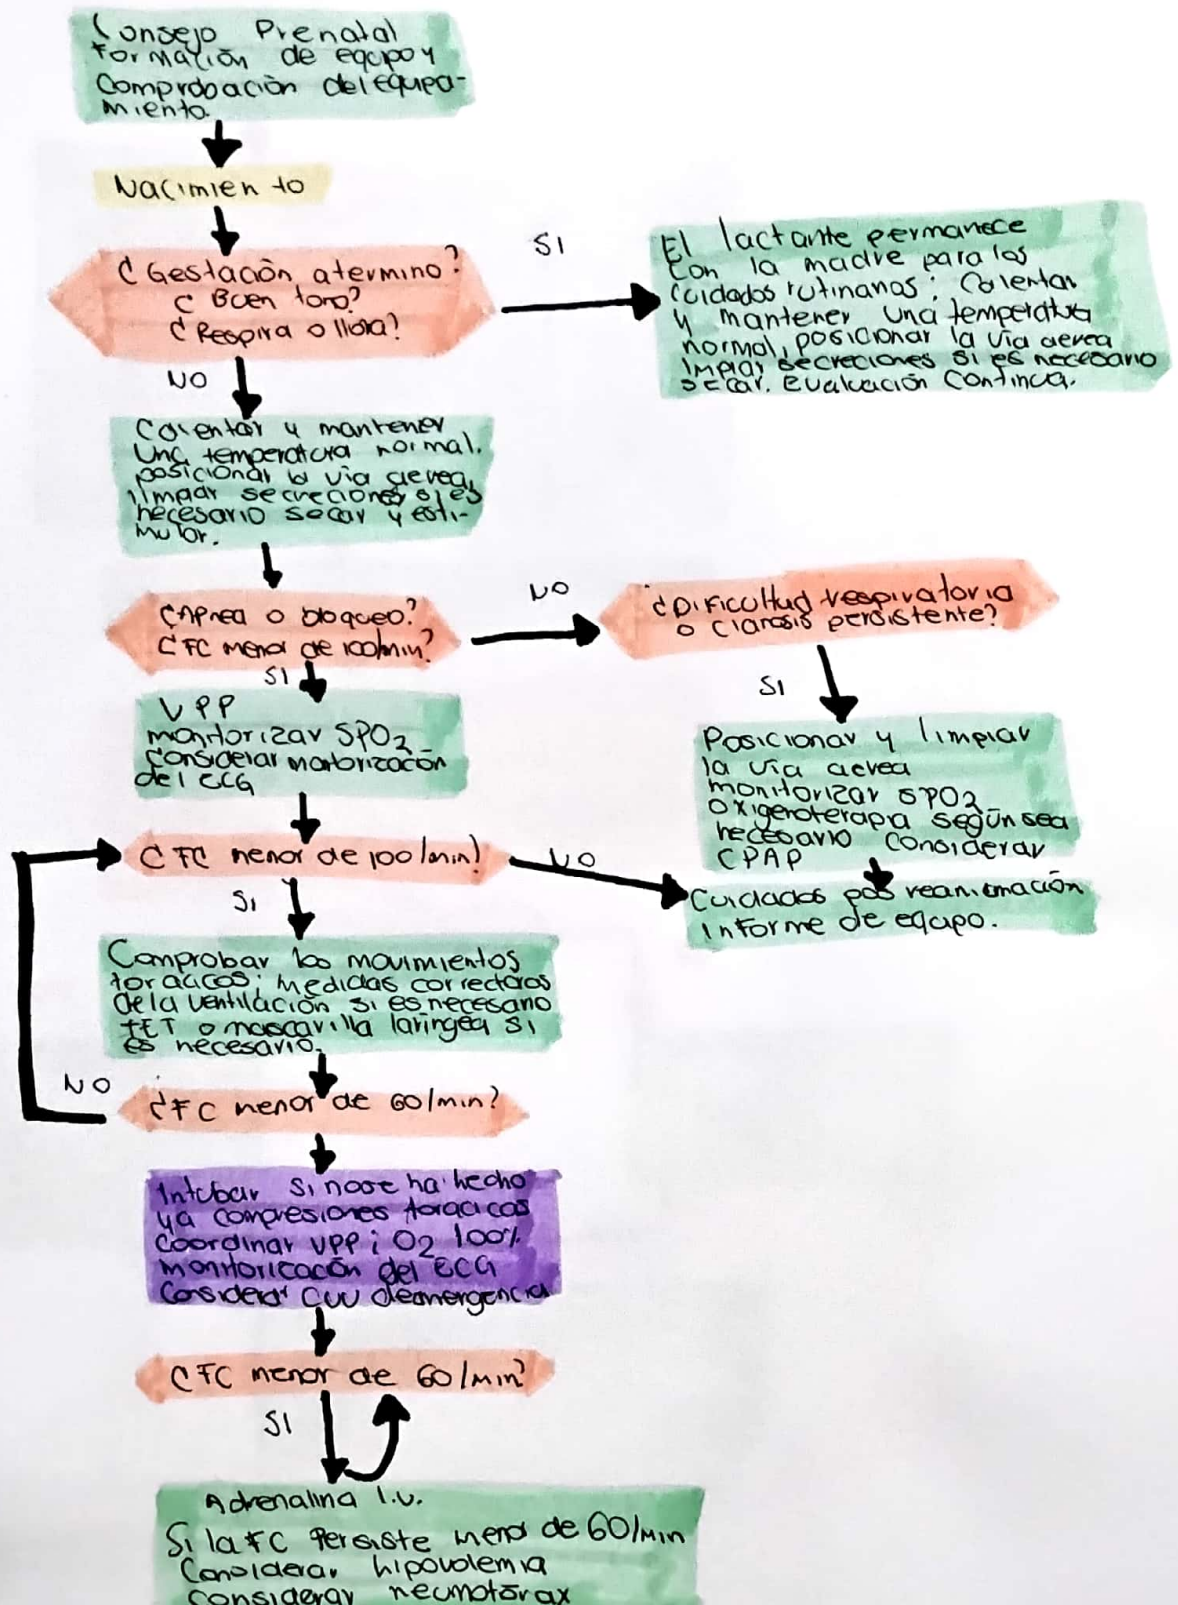 Consejo Prenatal
Formación de equipo y
Comprobación del equipa-
miento.
Nacimiento
¿Gestación a termino?
¿Buen tono?
¿Respira o llora?
SI
El lactante permanece
Con la madre para los
cuidados rutinarios: Calentar
y mantener una temperatura
normal, posicionar la via aerea
limpiar secreciones si es necesario
secar. Evaluación continua.
NO
Calentar y mantener
Una temperatura normal.
posicionar la via aerea,
limpiar secreciones si es
necesario secar y esti-
mular.
¿Apnea o bloqueo?
¿FC menor de 100/min?
NO
¿Dificultad respiratoria
o cianosis persistente?
SI
VPP
monitorizar SPO2
Considerar monitorización
del ECG
SI
Posicionar y limpiar
la via aerea
monitorizar SPO2
oxigenoterapia según sea
necesario considerar
CPAP
¿FC menor de 100/min?
NO
Cuidados pos reanimación
informe de equipo.
SI
Comprobar los movimientos
toracicos; medidas correctoras
de la ventilación si es necesario
TET o mascarilla laringea si
es necesario.
NO
¿FC menor de 60/min?
Intubar si no se ha hecho
ya compresiones toracicas
Coordinar VPP; O2 100%
monitorización del ECG
Considerar CVU de emergencia
¿FC menor de 60/min?
SI
Adrenalina I.V.
Si la FC persiste menor de 60/min
Considerar hipovolemia
considerar neumotórax